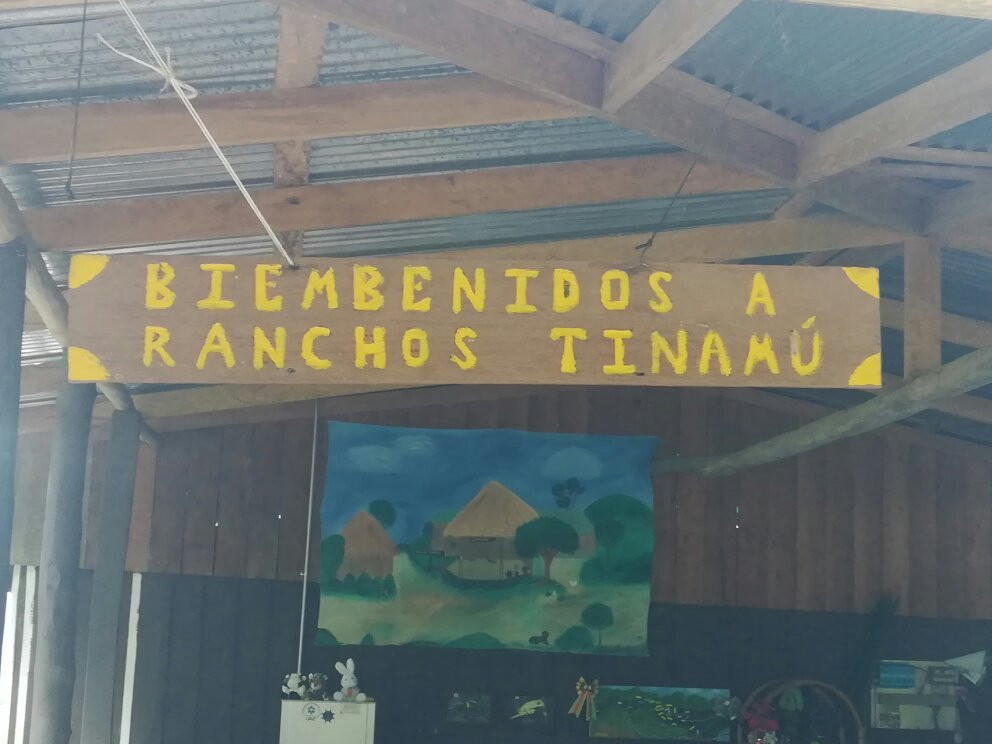 BIEMBENIDOS A
RANCHOS TINAMÚ